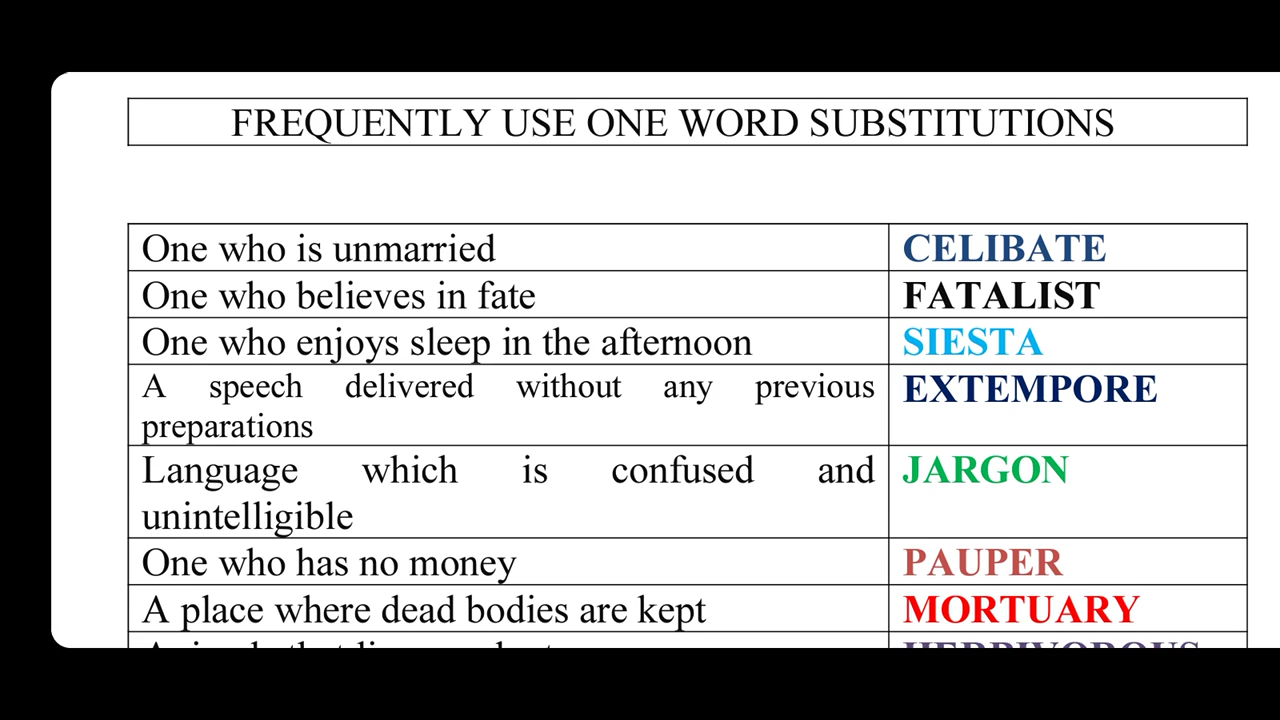 FREQUENTLY USE ONE WORD SUBSTITUTIONS
One who is unmarried CELIBATE
One who believes in fate FATALIST
One who enjoys sleep in the afternoon SIESTA
A speech delivered without any previous EXTEMPORE
preparations
Language which is confused and JARGON
unintelligible
One who has no money PAUPER
A place where dead bodies are kept MORTUARY
HERBIVOROUS